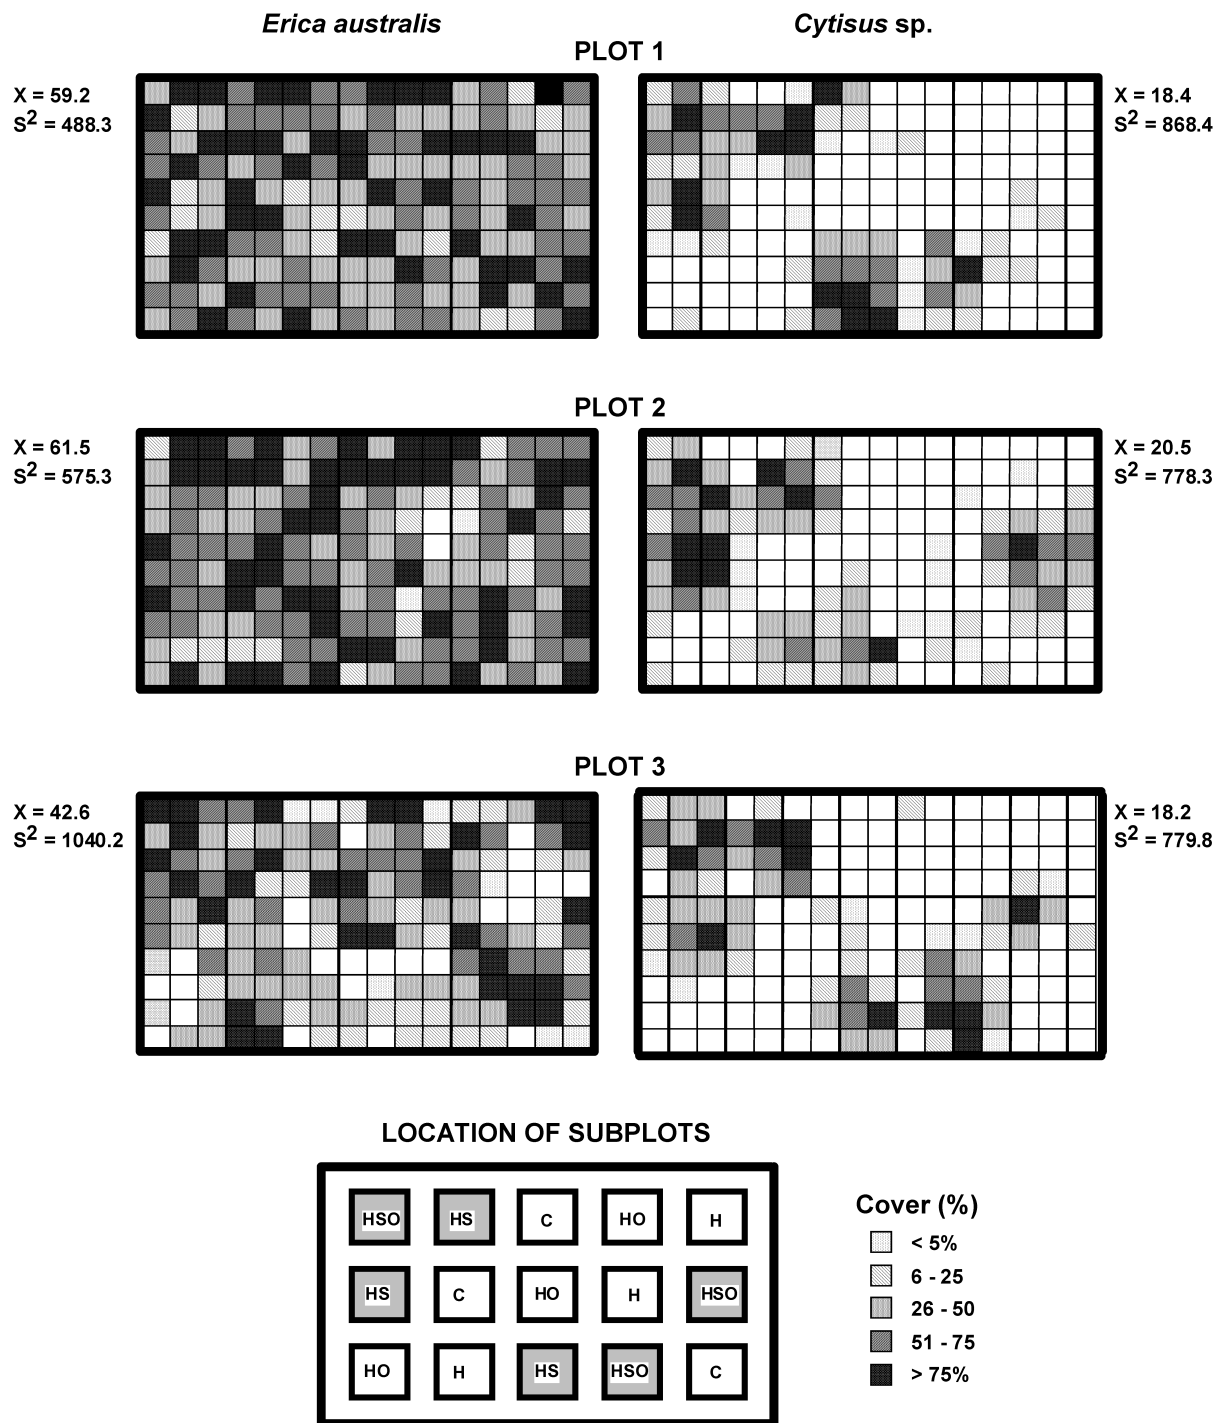 Erica australis
Cytisus sp.
PLOT 1
X = 59.2
S2 = 488.3
X = 18.4
S2 = 868.4
PLOT 2
X = 61.5
S2 = 575.3
X = 20.5
S2 = 778.3
PLOT 3
X = 42.6
S2 = 1040.2
X = 18.2
S2 = 779.8
LOCATION OF SUBPLOTS
HSO HS C HO H
HS C HO H HSO
HO H HS HSO C
Cover (%)
< 5%
6 - 25
26 - 50
51 - 75
> 75%